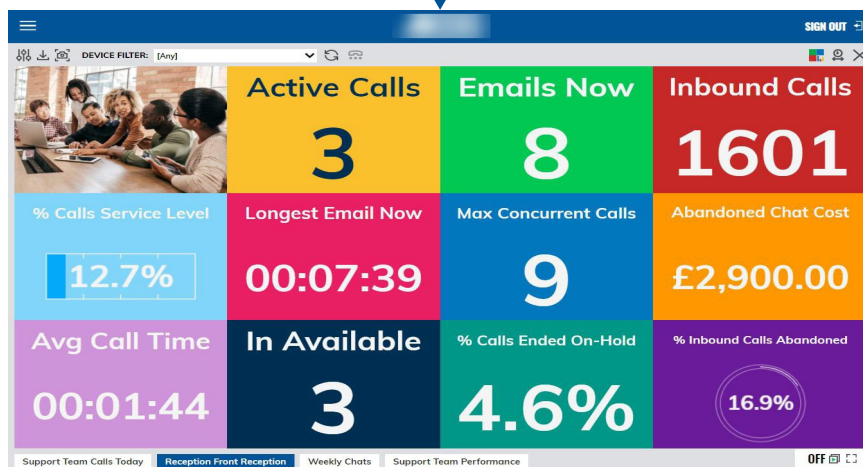 SIGN OUT
DEVICE FILTER: [Any]
Active Calls
3
Emails Now
8
Inbound Calls
1601
% Calls Service Level
12.7%
Longest Email Now
00:07:39
Max Concurrent Calls
9
Abandoned Chat Cost
£2,900.00
Avg Call Time
00:01:44
In Available
3
% Calls Ended On-Hold
4.6%
% Inbound Calls Abandoned
16.9%
Support Team Calls Today Reception Front Reception Weekly Chats Support Team Performance OFF